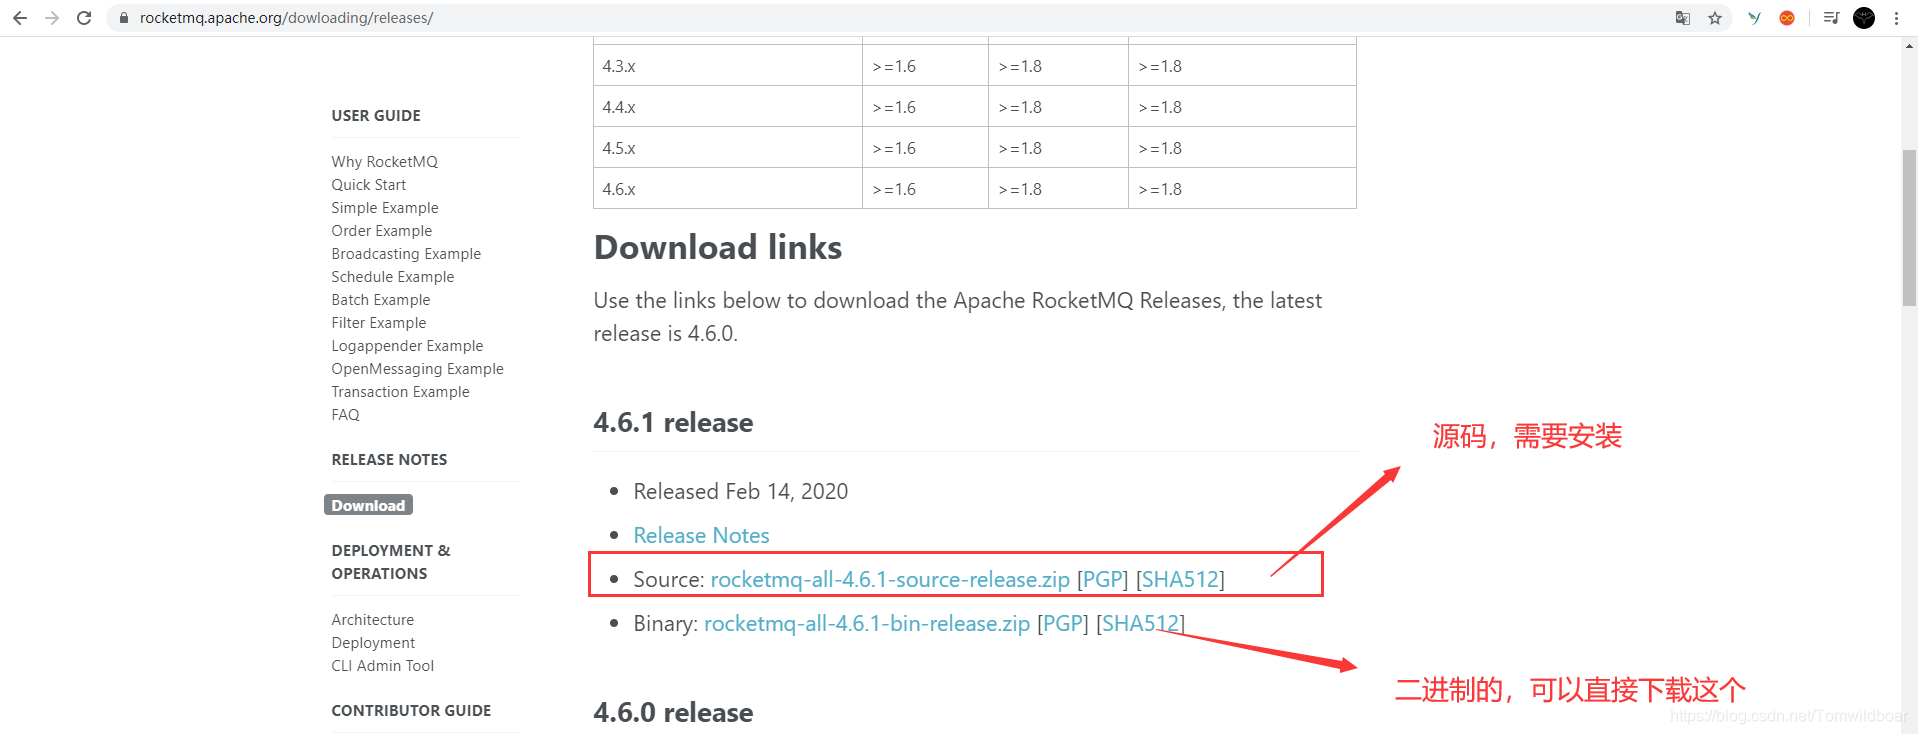 rocketmq.apache.org/dowloading/releases/
USER GUIDE
Why RocketMQ
Quick Start
Simple Example
Order Example
Broadcasting Example
Schedule Example
Batch Example
Filter Example
Logappender Example
OpenMessaging Example
Transaction Example
FAQ
RELEASE NOTES
Download
DEPLOYMENT &
OPERATIONS
Architecture
Deployment
CLI Admin Tool
CONTRIBUTOR GUIDE
4.3.x >=1.6 >=1.8 >=1.8
4.4.x >=1.6 >=1.8 >=1.8
4.5.x >=1.6 >=1.8 >=1.8
4.6.x >=1.6 >=1.8 >=1.8
Download links
Use the links below to download the Apache RocketMQ Releases, the latest
release is 4.6.0.
4.6.1 release
Released Feb 14, 2020
Release Notes
Source: rocketmq-all-4.6.1-source-release.zip [PGP] [SHA512]
Binary: rocketmq-all-4.6.1-bin-release.zip [PGP] [SHA512]
4.6.0 release
源码，需要安装
二进制的，可以直接下载这个
https://blog.csdn.net/Tomwildboar